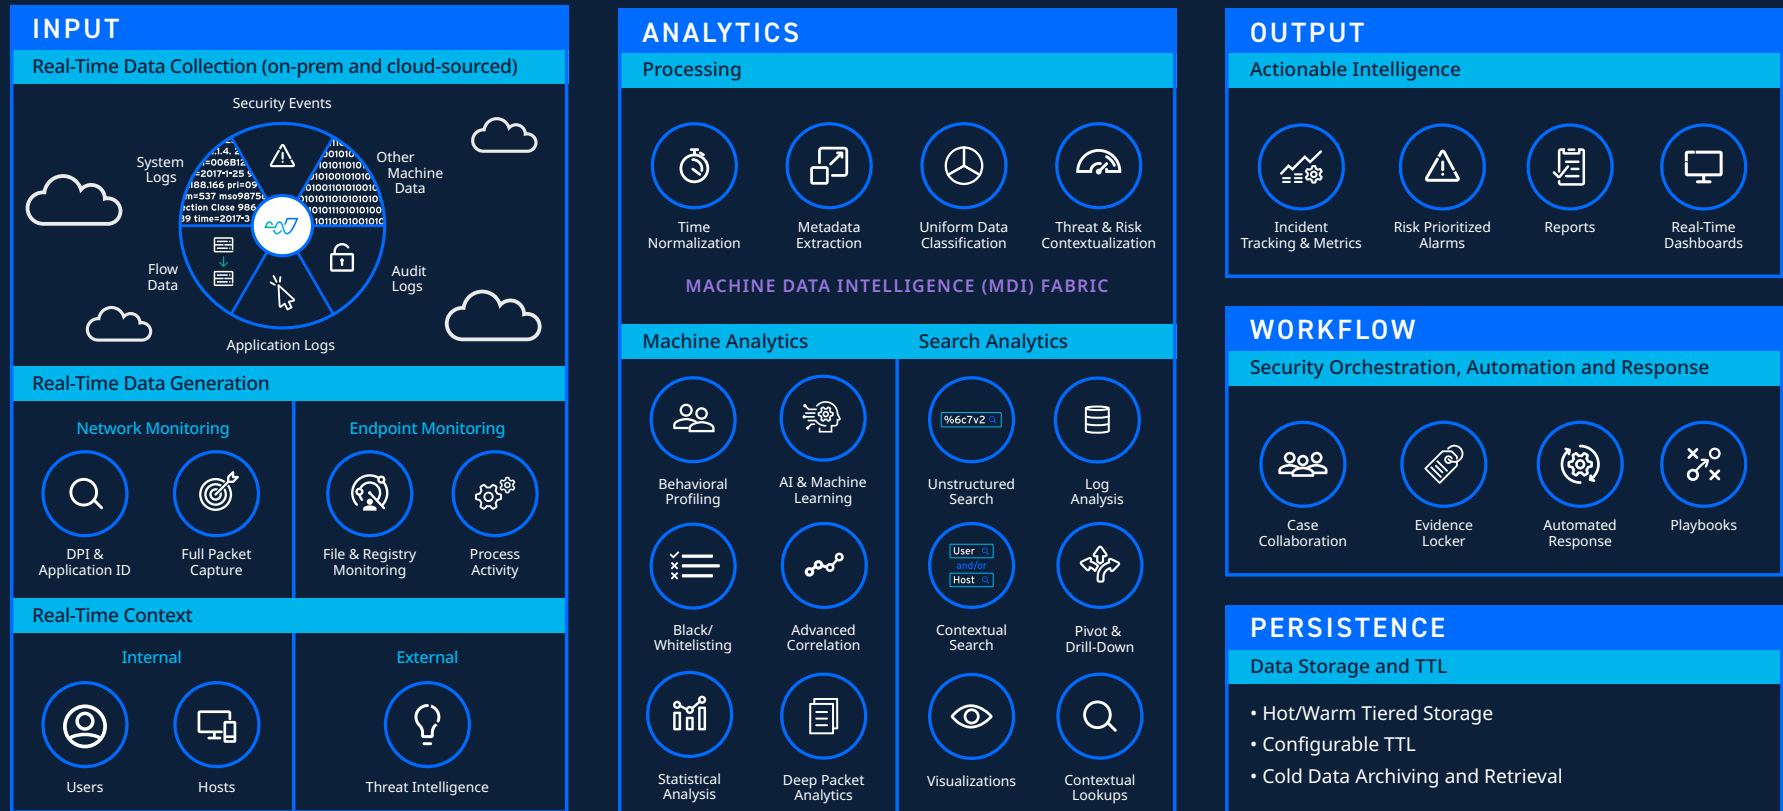 INPUT
Real-Time Data Collection (on-prem and cloud-sourced)
Security Events
System
Logs
Other
Machine
Data
Flow
Data
Audit
Logs
Application Logs
Real-Time Data Generation
Network Monitoring
Endpoint Monitoring
DPI &
Application ID
Full Packet
Capture
File & Registry
Monitoring
Process
Activity
Real-Time Context
Internal
External
Users
Hosts
Threat Intelligence
ANALYTICS
Processing
Time
Normalization
Metadata
Extraction
Uniform Data
Classification
Threat & Risk
Contextualization
MACHINE DATA INTELLIGENCE (MDI) FABRIC
Machine Analytics
Behavioral
Profiling
AI & Machine
Learning
Black/
Whitelisting
Advanced
Correlation
Statistical
Analysis
Deep Packet
Analytics
Search Analytics
%6c7v2
Unstructured
Search
Log
Analysis
User
and/or
Host
Contextual
Search
Pivot &
Drill-Down
Visualizations
Contextual
Lookups
OUTPUT
Actionable Intelligence
Incident
Tracking & Metrics
Risk Prioritized
Alarms
Reports
Real-Time
Dashboards
WORKFLOW
Security Orchestration, Automation and Response
Case
Collaboration
Evidence
Locker
Automated
Response
Playbooks
PERSISTENCE
Data Storage and TTL
• Hot/Warm Tiered Storage
• Configurable TTL
• Cold Data Archiving and Retrieval